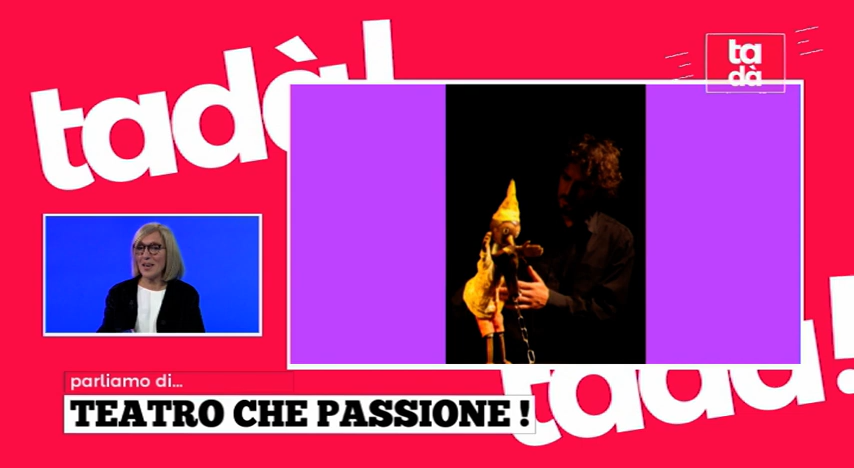 tadà!
ta
dà
parliamo di...
TEATRO CHE PASSIONE !
tadà!